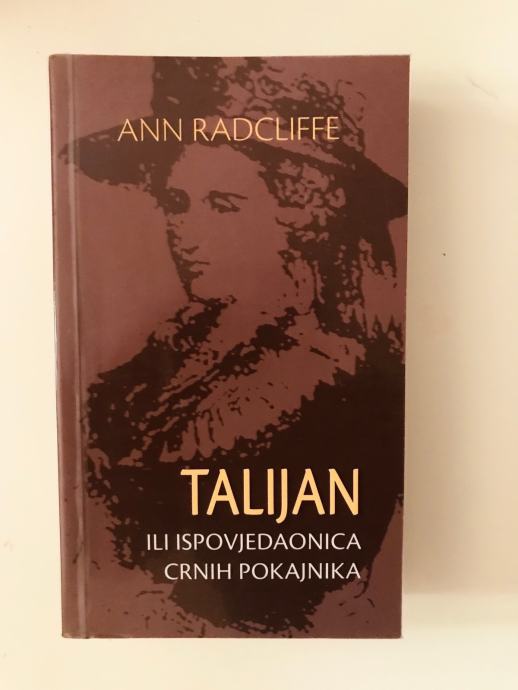 ANN RADCLIFFE
TALIJAN
ILI ISPOVJEDAONICA
CRNIH POKAJNIKA